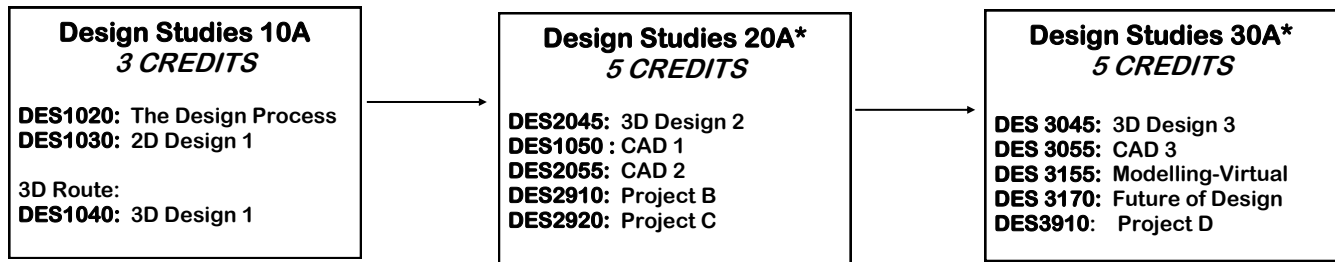 Design Studies 10A
3 CREDITS
DES1020: The Design Process
DES1030: 2D Design 1
3D Route:
DES1040: 3D Design 1
Design Studies 20A*
5 CREDITS
DES2045: 3D Design 2
DES1050 : CAD 1
DES2055: CAD 2
DES2910: Project B
DES2920: Project C
Design Studies 30A*
5 CREDITS
DES 3045: 3D Design 3
DES 3055: CAD 3
DES 3155: Modelling-Virtual
DES 3170: Future of Design
DES3910: Project D